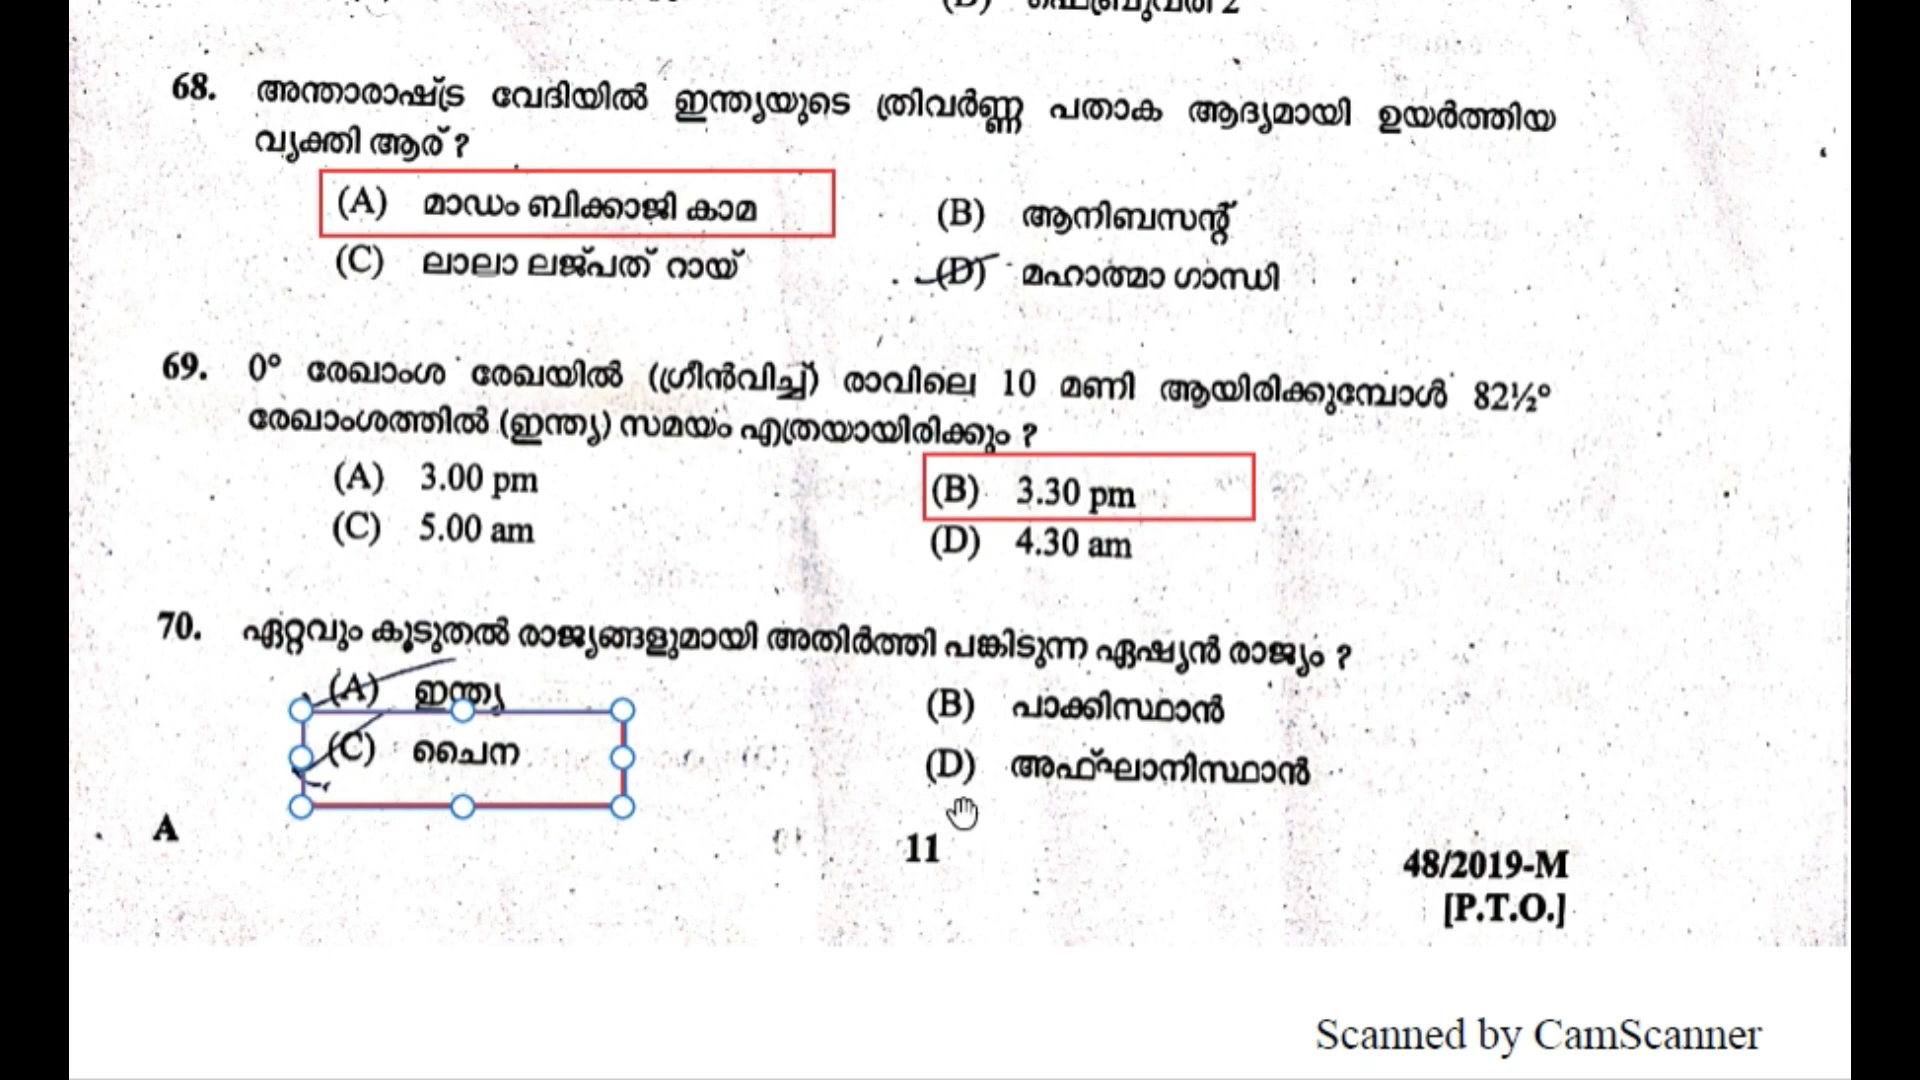 68. അന്താരാഷ്ട്ര വേദിയിൽ ഇന്ത്യയുടെ ത്രിവർണ്ണ പതാക ആദ്യമായി ഉയർത്തിയ
വ്യക്തി ആര് ?
(A) മാഡം ബിക്കാജി കാമ (B) ആനിബസന്റ്
(C) ലാലാ ലജ്പത് റായ് (D) മഹാത്മാ ഗാന്ധി
69. 0° രേഖാംശ രേഖയിൽ (ഗ്രീൻവിച്ച്) രാവിലെ 10 മണി ആയിരിക്കുമ്പോൾ 82½°
രേഖാംശത്തിൽ (ഇന്ത്യ) സമയം എത്രയായിരിക്കും ?
(A) 3.00 pm (B) 3.30 pm
(C) 5.00 am (D) 4.30 am
70. ഏറ്റവും കൂടുതൽ രാജ്യങ്ങളുമായി അതിർത്തി പങ്കിടുന്ന ഏഷ്യൻ രാജ്യം ?
(A) ഇന്ത്യ (B) പാക്കിസ്ഥാൻ
(C) ചൈന (D) അഫ്ഘാനിസ്ഥാൻ
A 11 48/2019-M
[P.T.O.]
Scanned by CamScanner